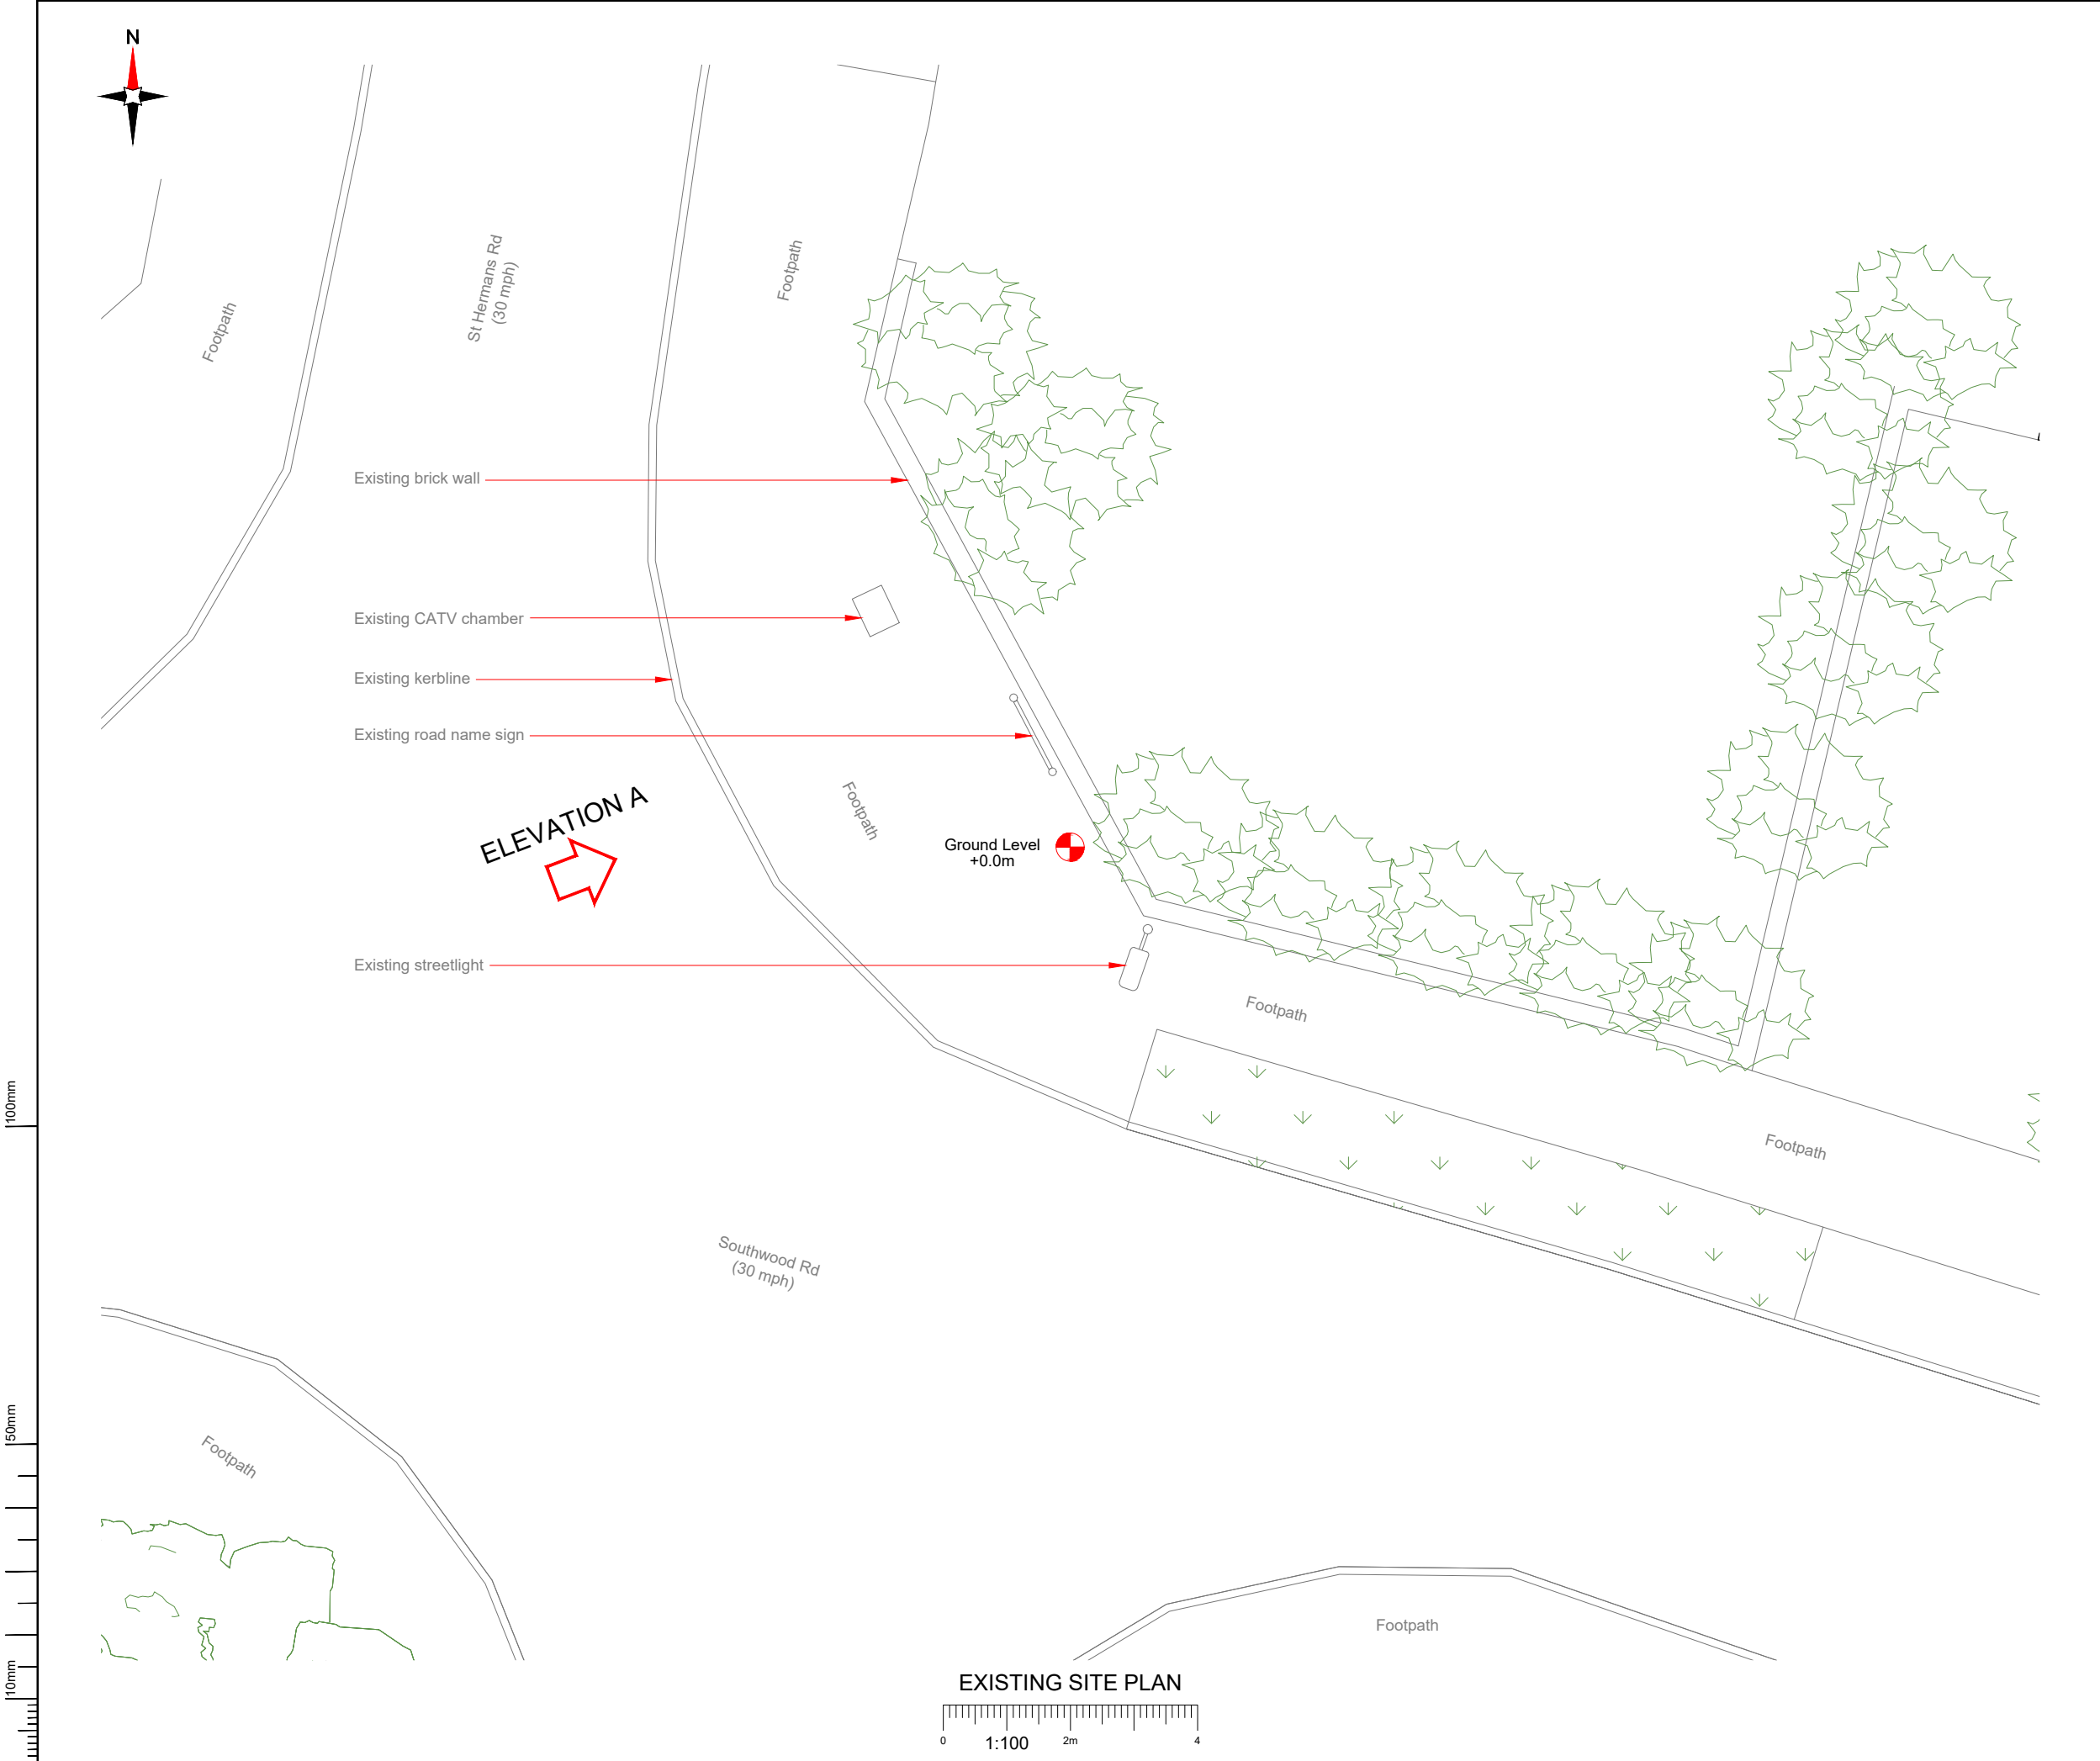 N
Footpath
St Hermans Rd
(30 mph)
Footpath
Existing brick wall
Existing CATV chamber
Existing kerbline
Existing road name sign
ELEVATION A
Footpath
Ground Level
+0.0m
Existing streetlight
Footpath
100mm
Footpath
Southwood Rd
(30 mph)
50mm
Footpath
Footpath
10mm
EXISTING SITE PLAN
0
1:100
2m
4